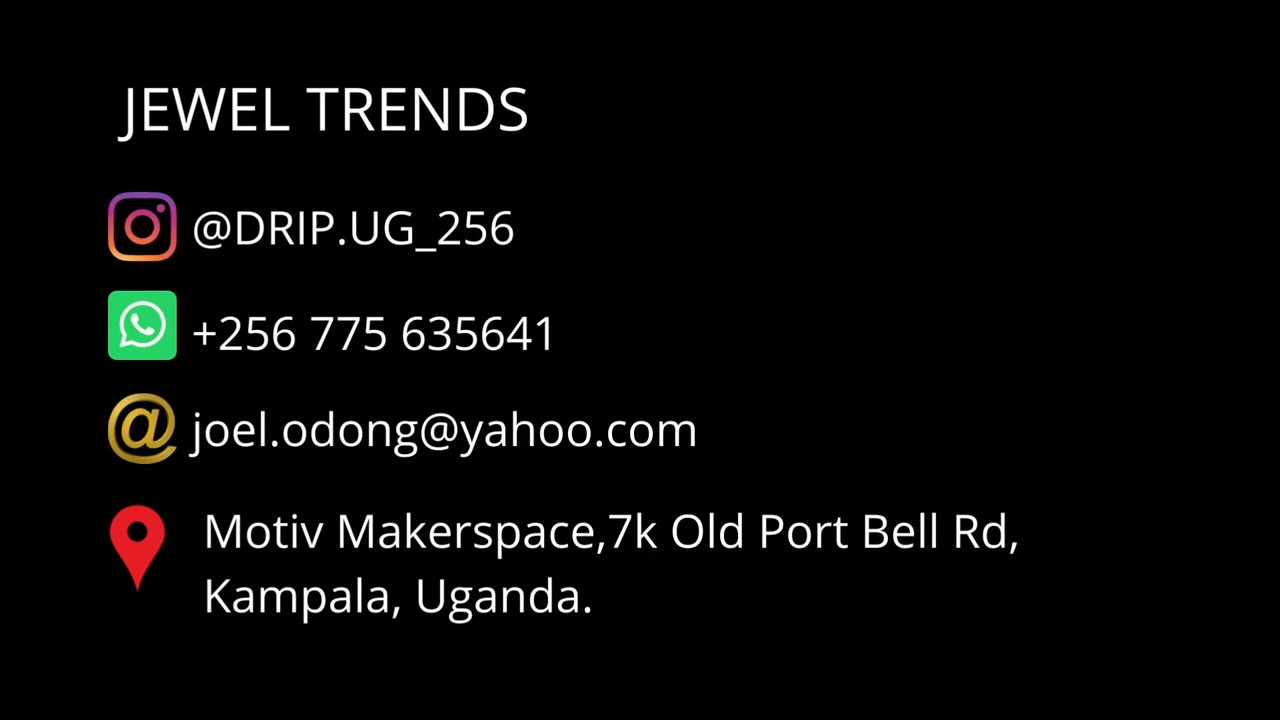 JEWEL TRENDS
@DRIP.UG_256
+256 775 635641
joel.odong@yahoo.com
Motiv Makerspace,7k Old Port Bell Rd,
Kampala, Uganda.